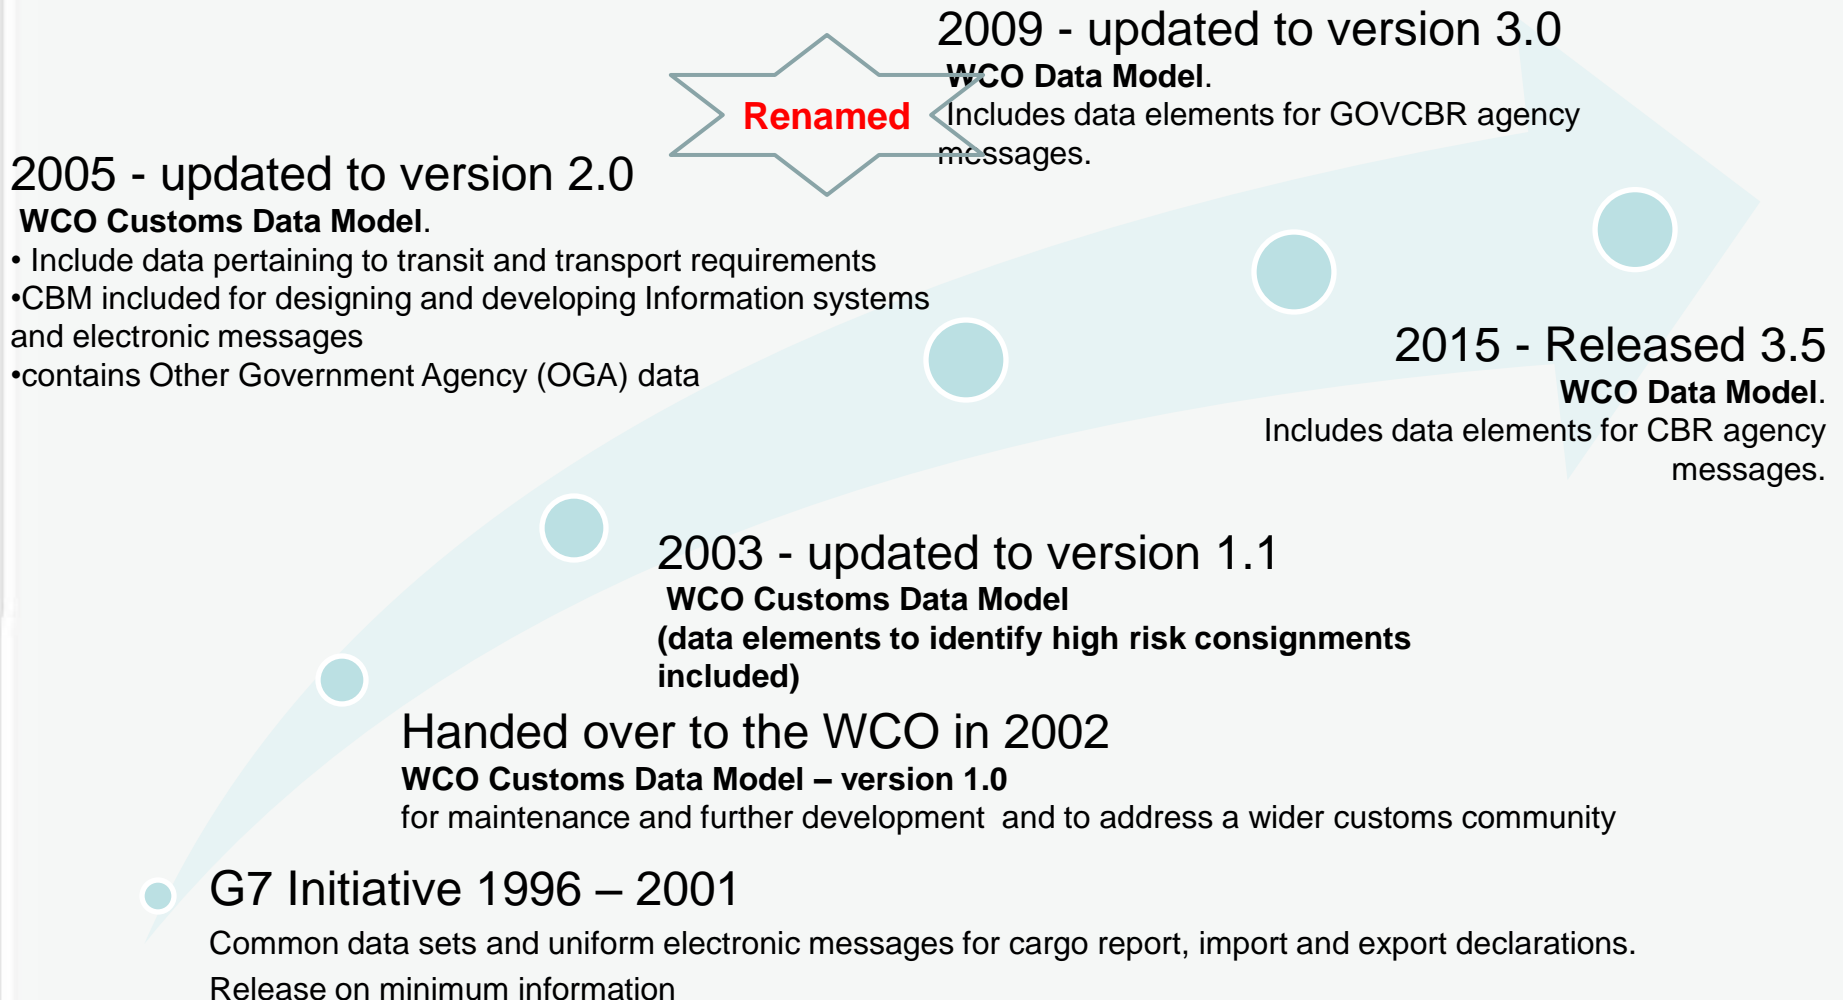 2009 - updated to version 3.0
WCO Data Model.
Includes data elements for GOVCBR agency
messages.
Renamed
2005 - updated to version 2.0
WCO Customs Data Model.
• Include data pertaining to transit and transport requirements
•CBM included for designing and developing Information systems
and electronic messages
•contains Other Government Agency (OGA) data
2015 - Released 3.5
WCO Data Model.
Includes data elements for CBR agency
messages.
2003 - updated to version 1.1
WCO Customs Data Model
(data elements to identify high risk consignments
included)
Handed over to the WCO in 2002
WCO Customs Data Model – version 1.0
for maintenance and further development  and to address a wider customs community
G7 Initiative 1996 – 2001
Common data sets and uniform electronic messages for cargo report, import and export declarations.
Release on minimum information